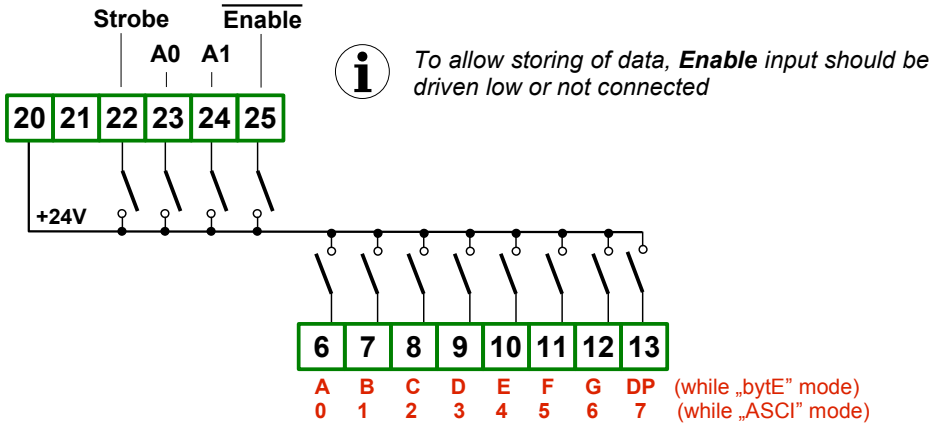 Strobe Enable
A0 A1
i To allow storing of data, Enable input should be
driven low or not connected
20 21 22 23 24 25
+24V
6 7 8 9 10 11 12 13
A B C D E F G DP (while „bytE" mode)
0 1 2 3 4 5 6 7 (while „ASCI" mode)